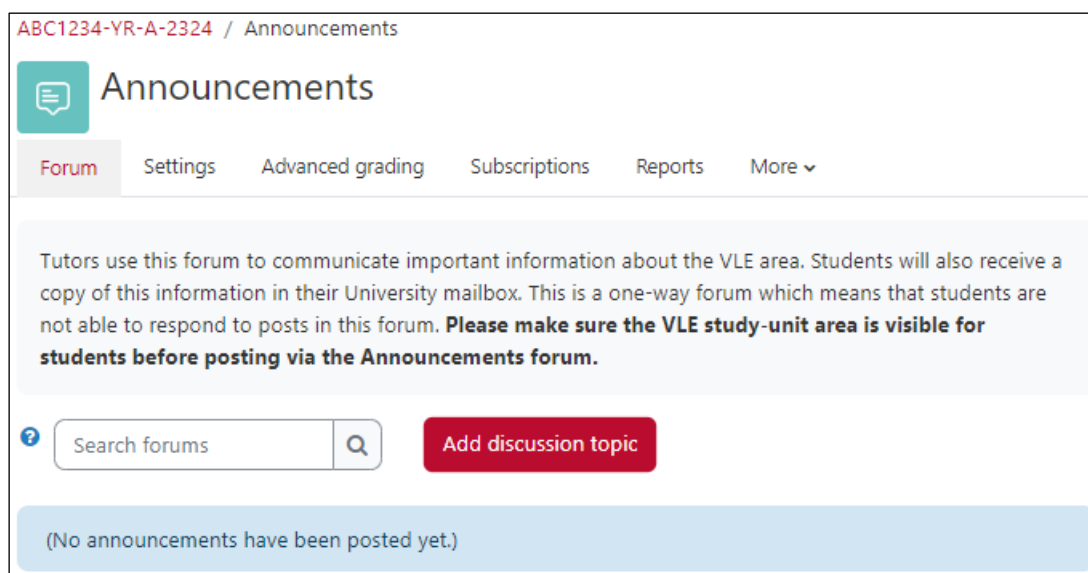 ABC1234-YR-A-2324 / Announcements
Announcements
Forum Settings Advanced grading Subscriptions Reports More
Tutors use this forum to communicate important information about the VLE area. Students will also receive a
copy of this information in their University mailbox. This is a one-way forum which means that students are
not able to respond to posts in this forum. Please make sure the VLE study-unit area is visible for
students before posting via the Announcements forum.
? Search forums Add discussion topic
(No announcements have been posted yet.)